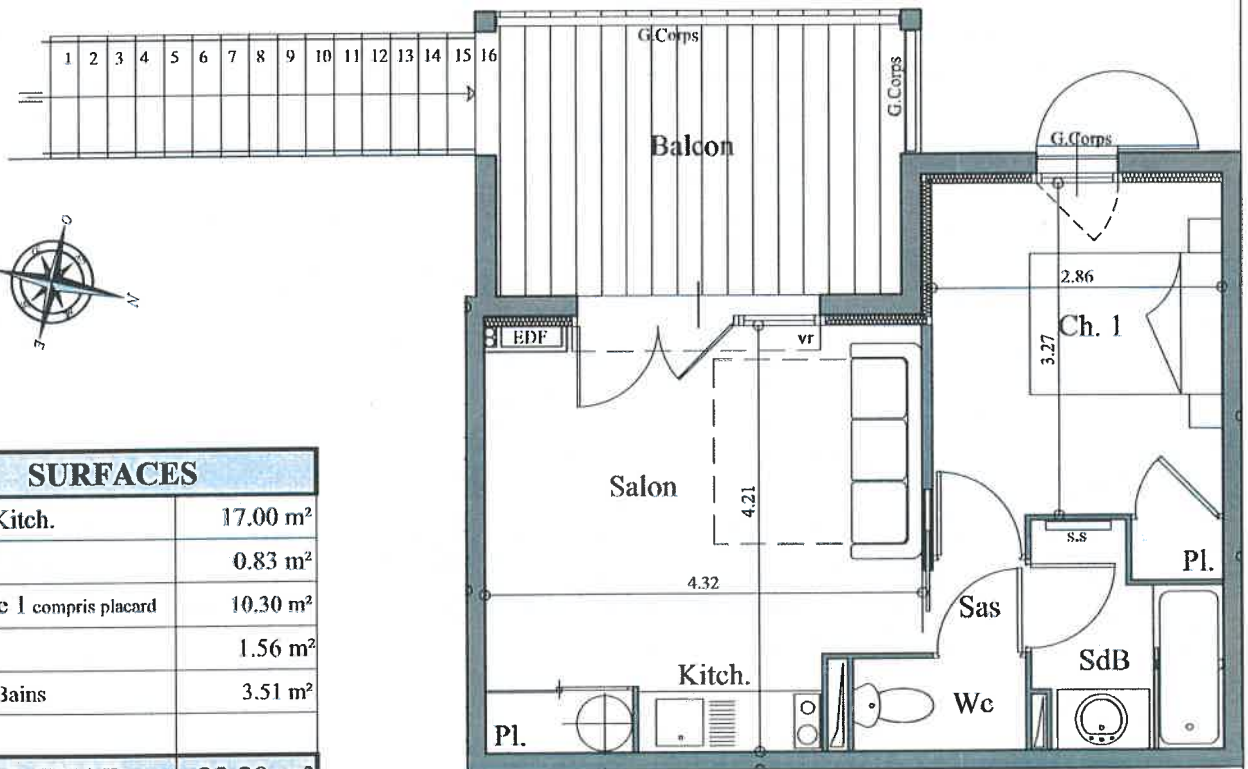 1 2 3 4 5 6 7 8 9 10 11 12 13 14 15 16
G.Corps
G.Corps
Balcon
G.Corps
O
N
E
EDF
vr
2.86
Ch. 1
3.27
Salon
4.21
4.32
s.s
Pl.
Sas
SdB
Kitch.
Wc
Pl.
SURFACES
Kitch. 17.00 m²
0.83 m²
1 compris placard 10.30 m²
1.56 m²
Bains 3.51 m²